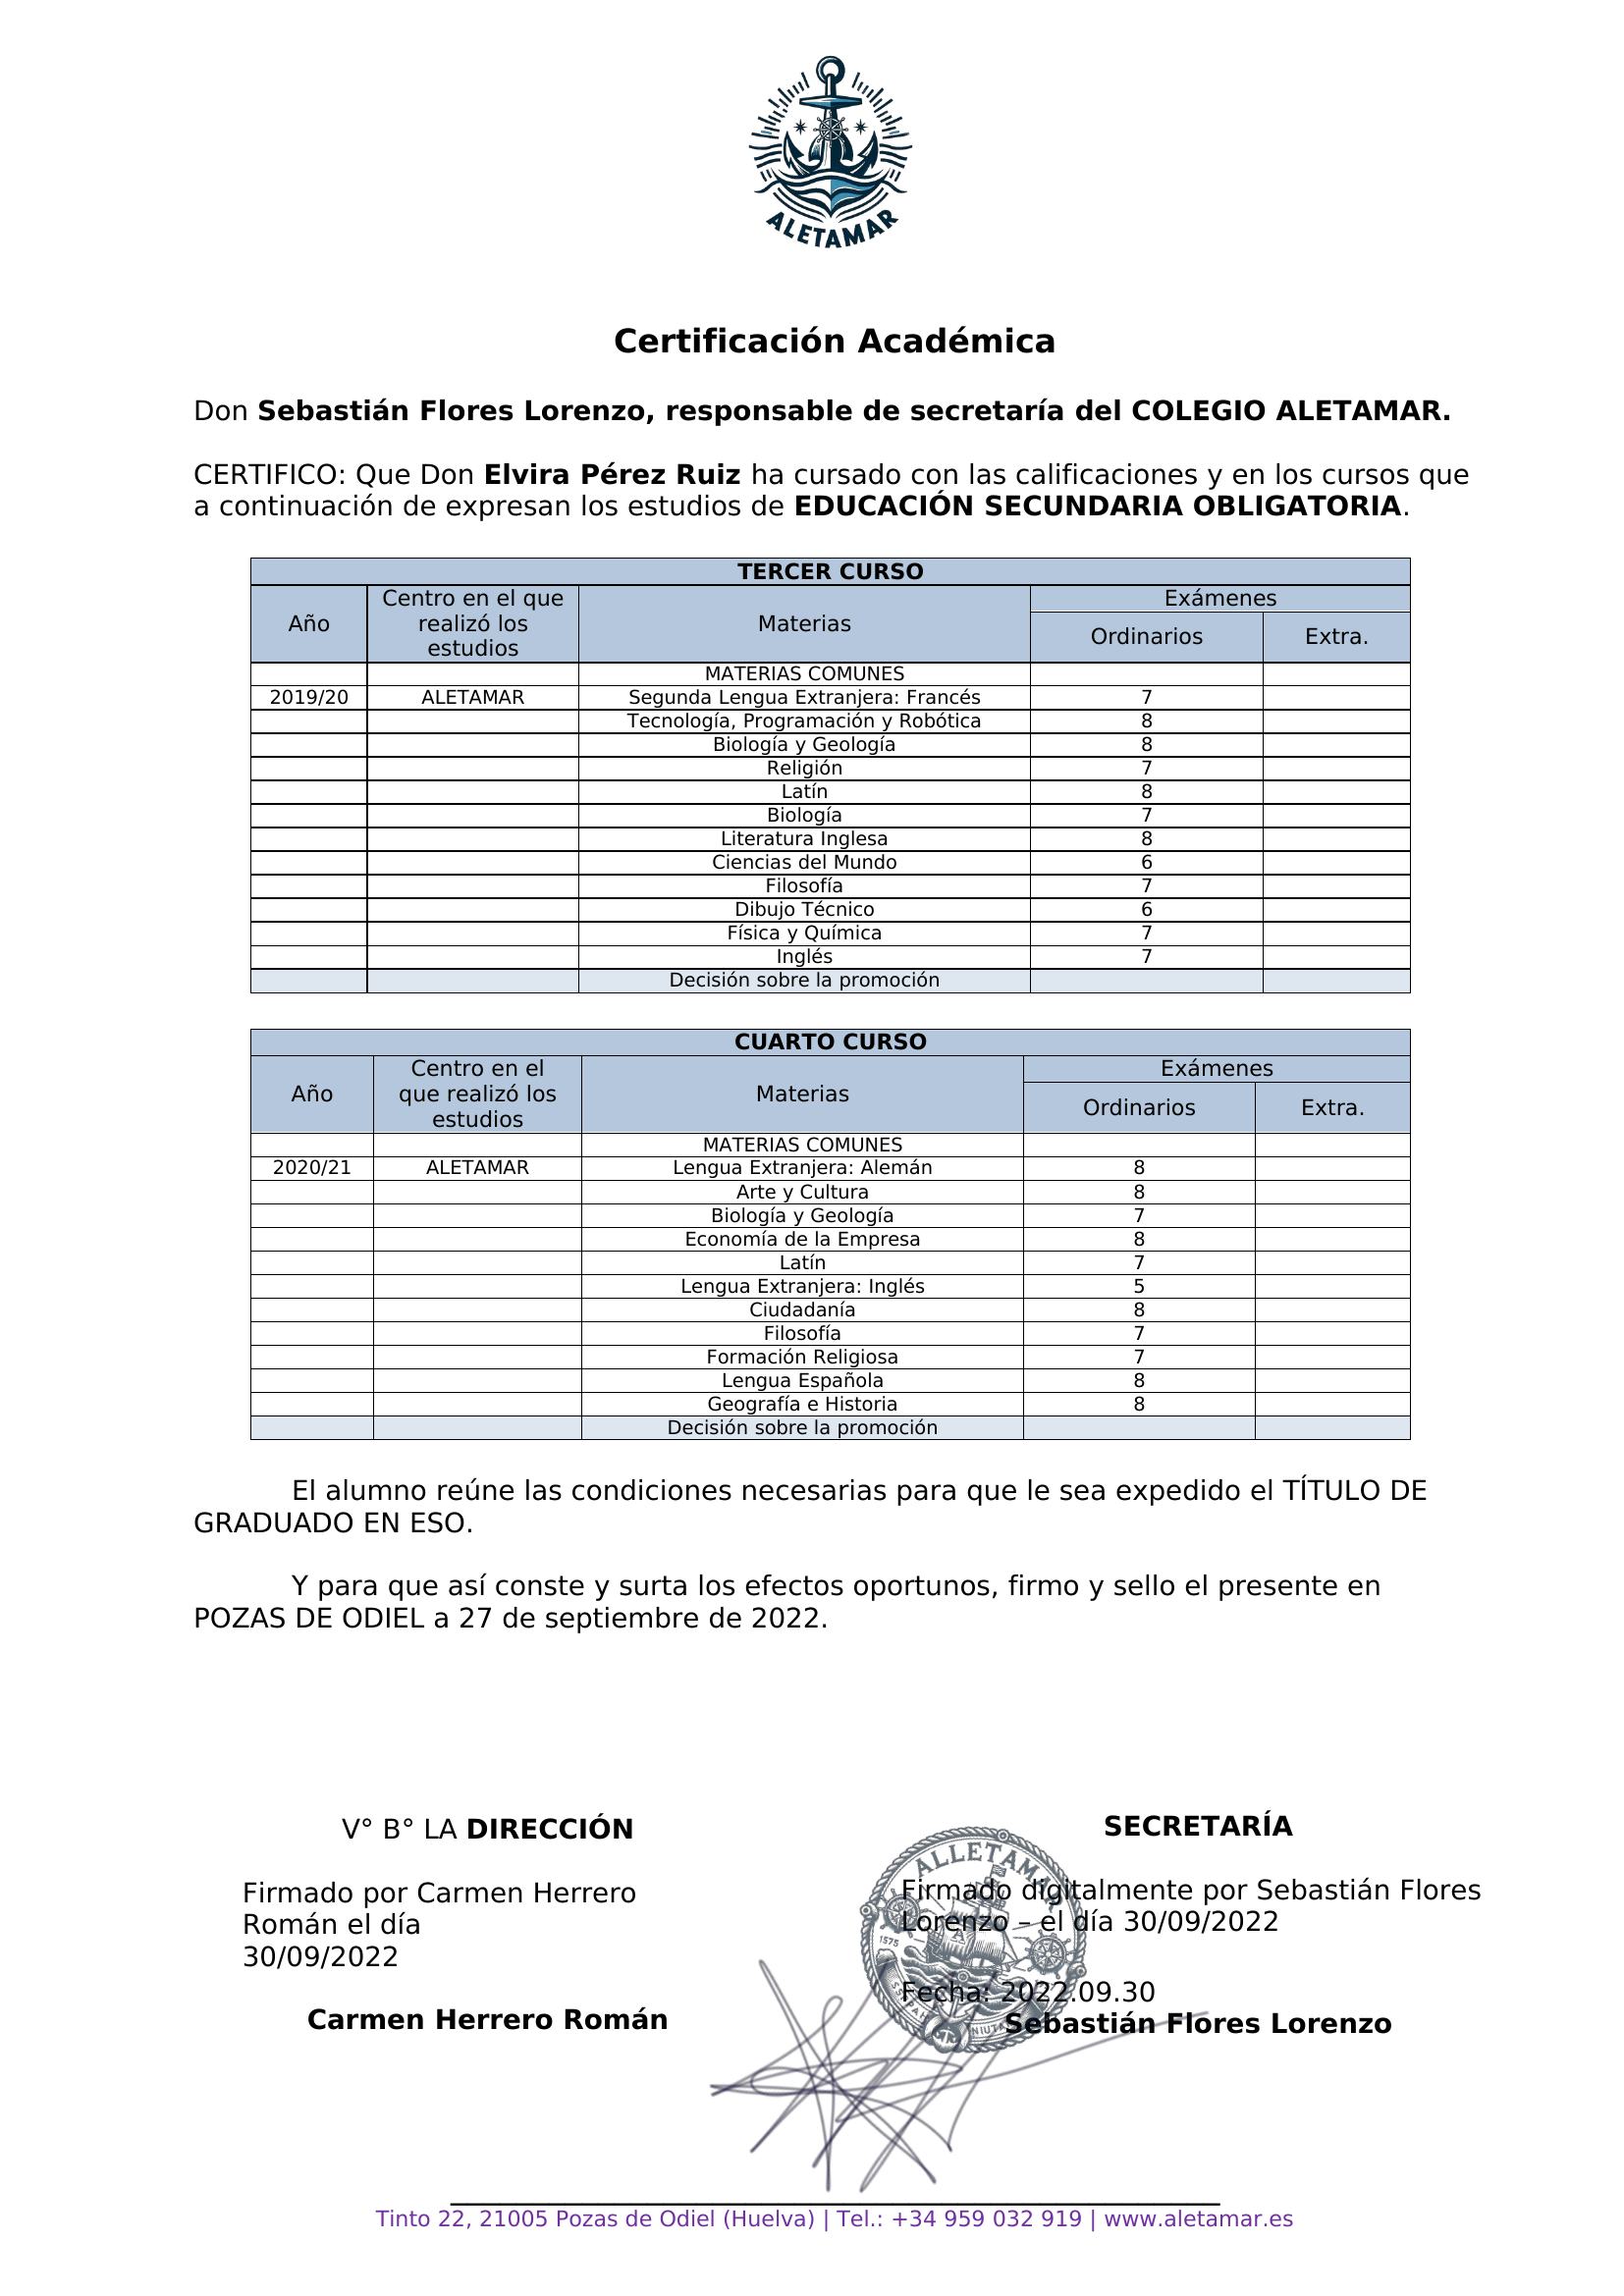 ALETAMAR
Certificación Académica
Don Sebastián Flores Lorenzo, responsable de secretaría del COLEGIO ALETAMAR.
CERTIFICO: Que Don Elvira Pérez Ruiz ha cursado con las calificaciones y en los cursos que
a continuación de expresan los estudios de EDUCACIÓN SECUNDARIA OBLIGATORIA.
TERCER CURSO
Año Centro en el que realizó los estudios Materias Exámenes
Ordinarios Extra.
MATERIAS COMUNES
2019/20 ALETAMAR Segunda Lengua Extranjera: Francés 7
Tecnología, Programación y Robótica 8
Biología y Geología 8
Religión 7
Latín 8
Biología 7
Literatura Inglesa 8
Ciencias del Mundo 6
Filosofía 7
Dibujo Técnico 6
Física y Química 7
Inglés 7
Decisión sobre la promoción
CUARTO CURSO
Año Centro en el que realizó los estudios Materias Exámenes
Ordinarios Extra.
MATERIAS COMUNES
2020/21 ALETAMAR Lengua Extranjera: Alemán 8
Arte y Cultura 8
Biología y Geología 7
Economía de la Empresa 8
Latín 7
Lengua Extranjera: Inglés 5
Ciudadanía 8
Filosofía 7
Formación Religiosa 7
Lengua Española 8
Geografía e Historia 8
Decisión sobre la promoción
El alumno reúne las condiciones necesarias para que le sea expedido el TÍTULO DE
GRADUADO EN ESO.
Y para que así conste y surta los efectos oportunos, firmo y sello el presente en
POZAS DE ODIEL a 27 de septiembre de 2022.
V° B° LA DIRECCIÓN
Firmado por Carmen Herrero
Román el día
30/09/2022
Carmen Herrero Román
SECRETARÍA
Firmado digitalmente por Sebastián Flores
Lorenzo – el día 30/09/2022
Fecha: 2022.09.30
Sebastián Flores Lorenzo
ALLETAMAR
1575
Tinto 22, 21005 Pozas de Odiel (Huelva) | Tel.: +34 959 032 919 | www.aletamar.es